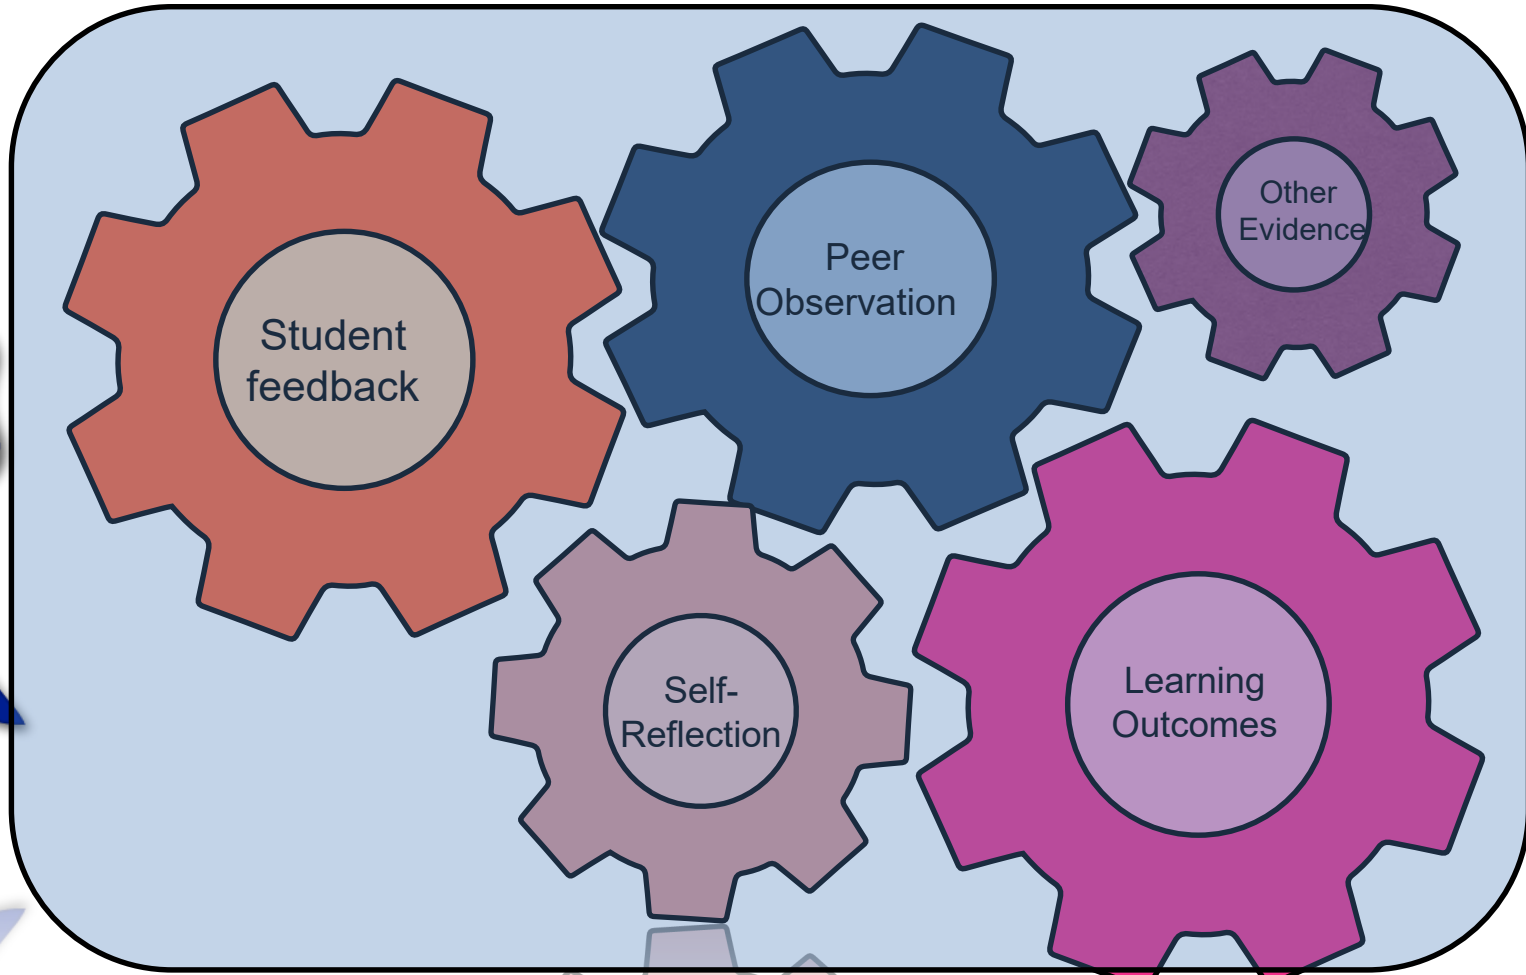 Student
feedback
Peer
Observation
Other
Evidence
Self-
Reflection
Learning
Outcomes